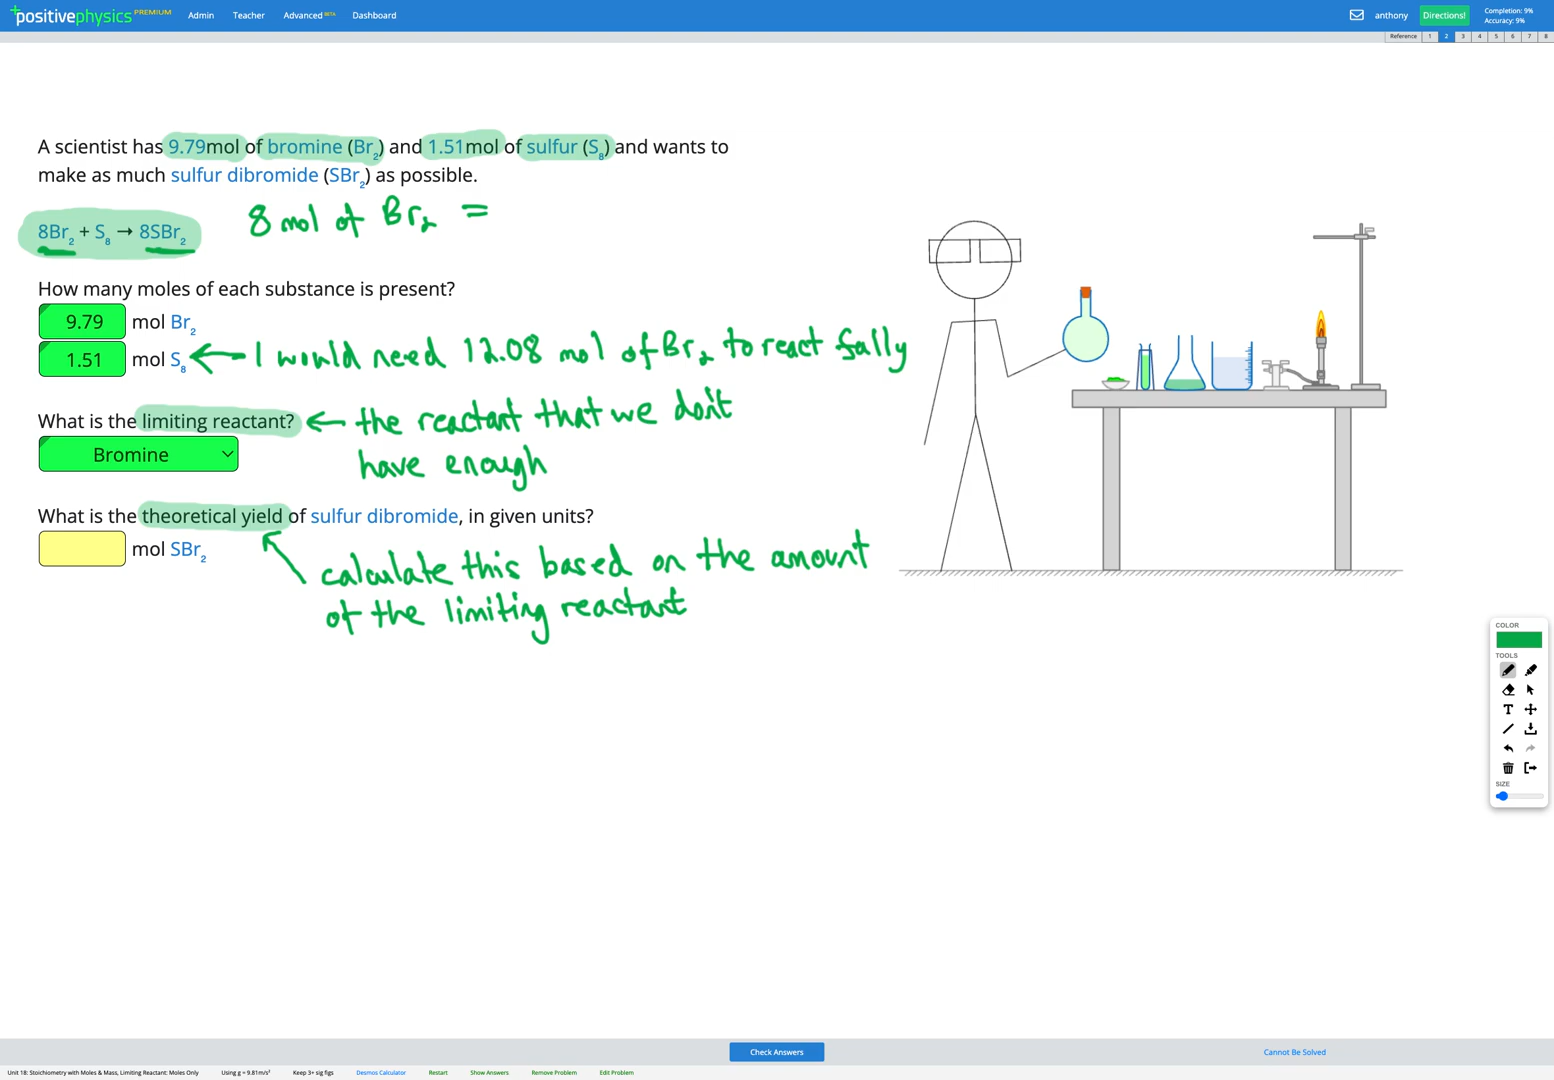 +positivephysics PREMIUM Admin Teacher Advanced BETA Dashboard anthony Directions! Completion: 9%
Accuracy: 9%
Reference 1 2 3 4 5 6 7 8
A scientist has 9.79mol of bromine (Br₂) and 1.51mol of sulfur (S₈) and wants to
make as much sulfur dibromide (SBr₂) as possible.
8Br₂ + S₈ → 8SBr₂ 8 mol of Br₂ =
How many moles of each substance is present?
9.79 mol Br₂
1.51 mol S₈ ← I would need 12.08 mol of Br₂ to react fully
What is the limiting reactant? ← the reactant that we don't
have enough
Bromine
What is the theoretical yield of sulfur dibromide, in given units?
mol SBr₂
calculate this based on the amount
of the limiting reactant
COLOR
TOOLS
T
SIZE
Check Answers Cannot Be Solved
Unit 18: Stoichiometry with Moles & Mass, Limiting Reactant: Moles Only Using g = 9.81m/s² Keep 3+ sig figs Desmos Calculator Restart Show Answers Remove Problem Edit Problem